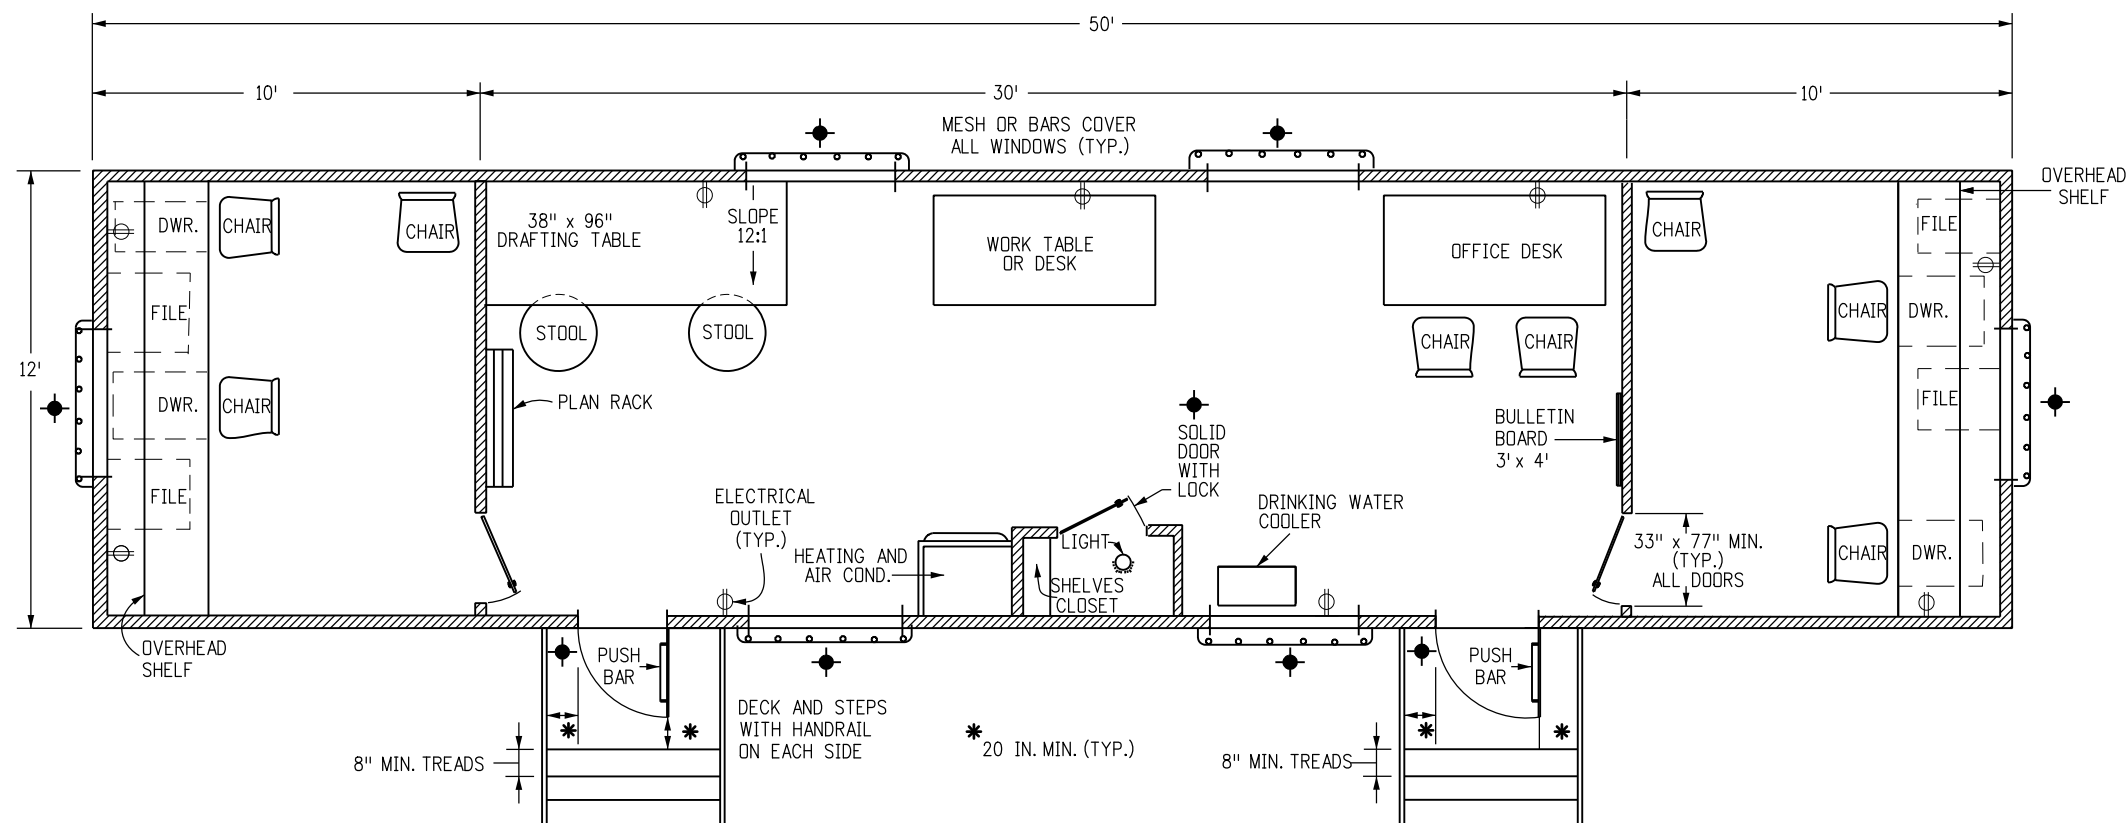 50'
10'
30'
10'
MESH OR BARS COVER
ALL WINDOWS (TYP.)
OVERHEAD
SHELF
12'
DWR.
CHAIR
CHAIR
38" x 96"
DRAFTING TABLE
SLOPE
12:1
WORK TABLE
OR DESK
OFFICE DESK
CHAIR
FILE
FILE
STOOL
STOOL
CHAIR
CHAIR
CHAIR
DWR.
DWR.
CHAIR
PLAN RACK
BULLETIN
BOARD
3' x 4'
FILE
FILE
SOLID
DOOR
WITH
LOCK
ELECTRICAL
OUTLET
(TYP.)
DRINKING WATER
COOLER
HEATING AND
AIR COND.
LIGHT
SHELVES
CLOSET
33" x 77" MIN.
(TYP.)
ALL DOORS
CHAIR
DWR.
OVERHEAD
SHELF
PUSH
BAR
PUSH
BAR
DECK AND STEPS
WITH HANDRAIL
ON EACH SIDE
* * * * *
20 IN. MIN. (TYP.)
8" MIN. TREADS
8" MIN. TREADS